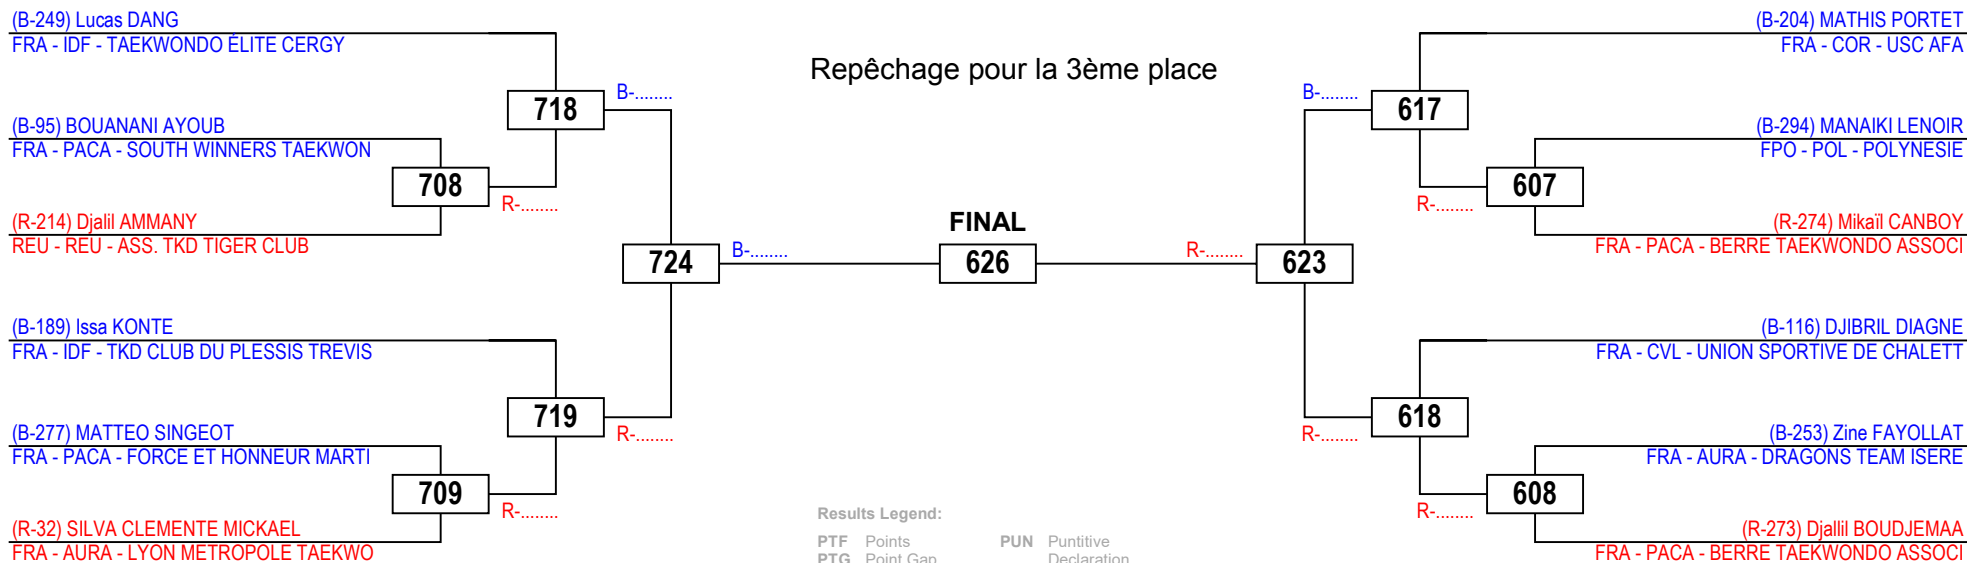 (B-249) Lucas DANG
FRA - IDF - TAEKWONDO ÉLITE CERGY
(B-95) BOUANANI AYOUB
FRA - PACA - SOUTH WINNERS TAEKWON
(R-214) Djalil AMMANY
REU - REU - ASS. TKD TIGER CLUB
(B-189) Issa KONTE
FRA - IDF - TKD CLUB DU PLESSIS TREVIS
(B-277) MATTEO SINGEOT
FRA - PACA - FORCE ET HONNEUR MARTI
(R-32) SILVA CLEMENTE MICKAEL
FRA - AURA - LYON METROPOLE TAEKWO
708
R-........
709
R-........
718
B-........
719
R-........
724
B-........
Repêchage pour la 3ème place
FINAL
626
R-........
623
B-........
617
R-........
618
R-........
607
R-........
608
(B-204) MATHIS PORTET
FRA - COR - USC AFA
(B-294) MANAIKI LENOIR
FPO - POL - POLYNESIE
(R-274) Mikaïl CANBOY
FRA - PACA - BERRE TAEKWONDO ASSOCI
(B-116) DJIBRIL DIAGNE
FRA - CVL - UNION SPORTIVE DE CHALETT
(B-253) Zine FAYOLLAT
FRA - AURA - DRAGONS TEAM ISERE
(R-273) Djallil BOUDJEMAA
FRA - PACA - BERRE TAEKWONDO ASSOCI
Results Legend:
PTF Points PUN Puntitive
PTG Point Gap Declaration